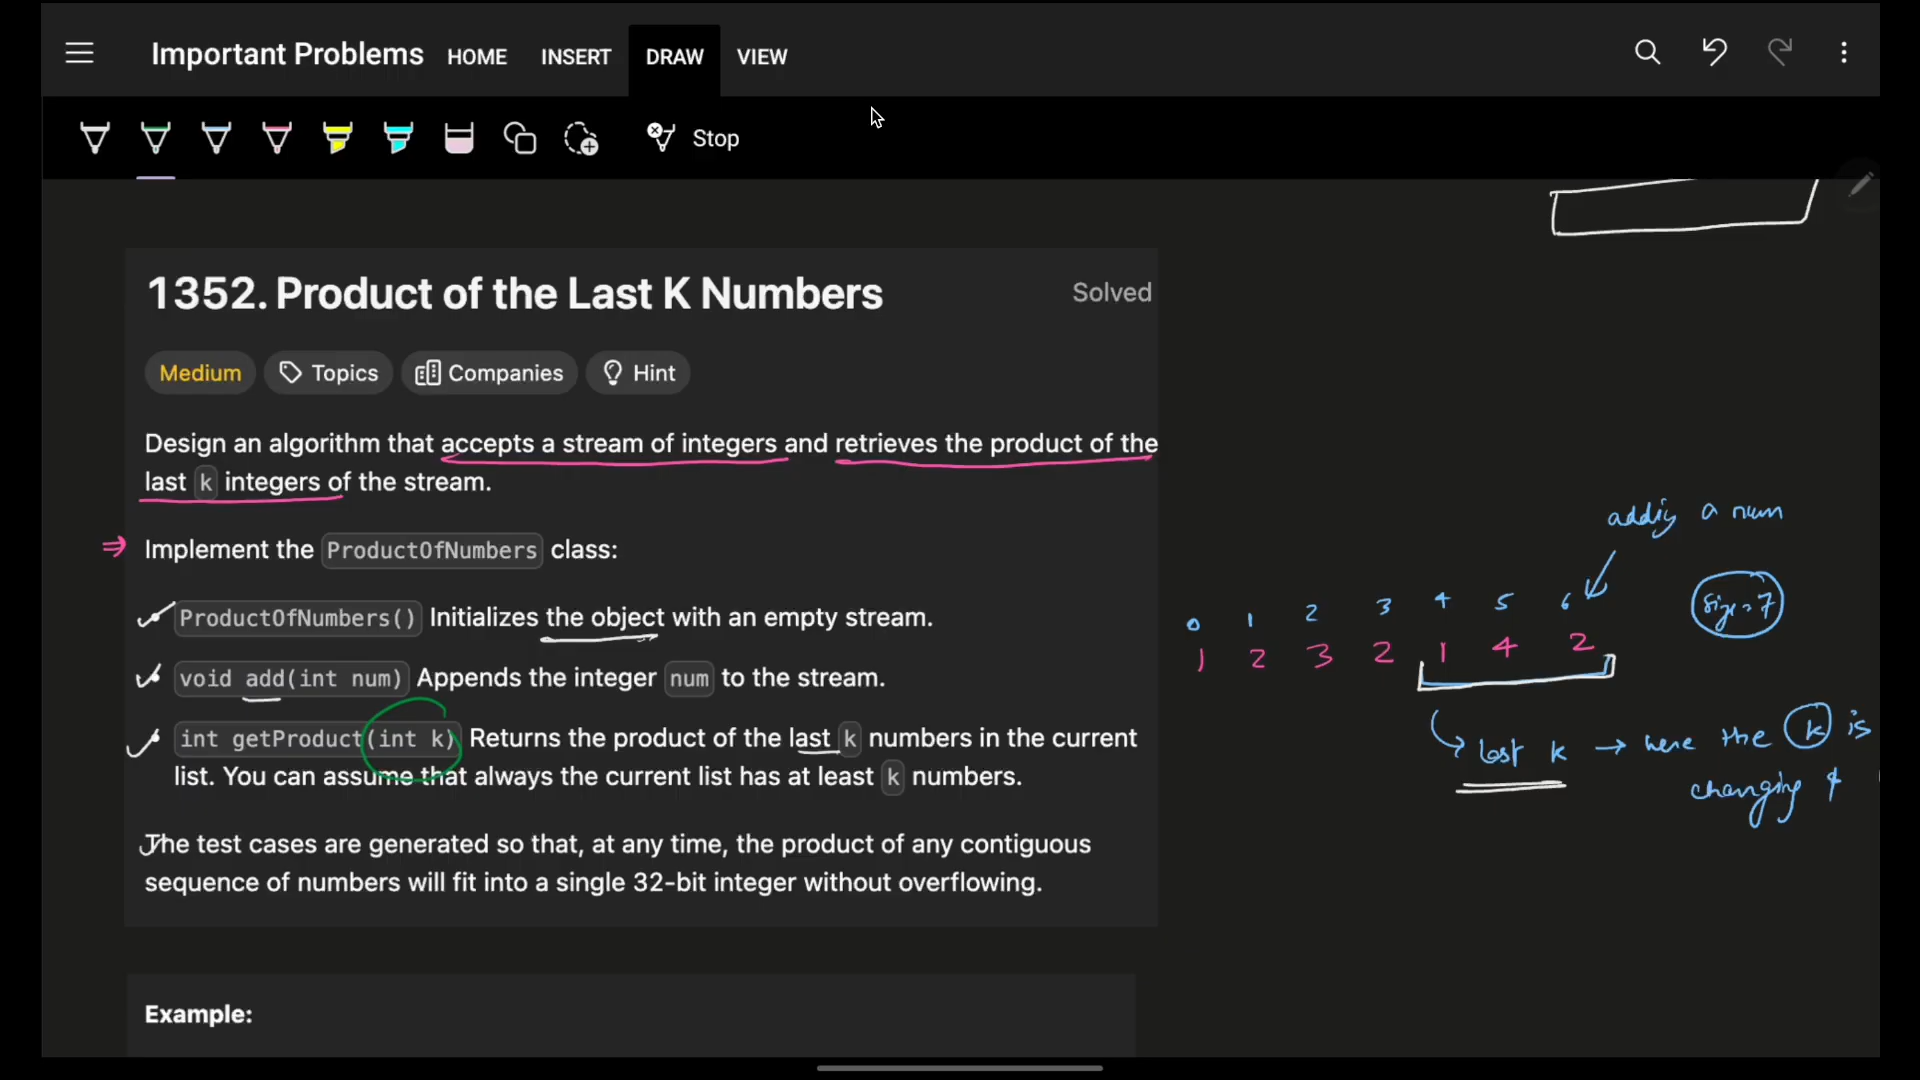 Important Problems HOME INSERT DRAW VIEW
Stop
1352. Product of the Last K Numbers
Solved
Medium Topics Companies Hint
Design an algorithm that accepts a stream of integers and retrieves the product of the
last k integers of the stream.
⇒ Implement the ProductOfNumbers class:
ProductOfNumbers() Initializes the object with an empty stream.
void add(int num) Appends the integer num to the stream.
int getProduct(int k) Returns the product of the last k numbers in the current
list. You can assume that always the current list has at least k numbers.
The test cases are generated so that, at any time, the product of any contiguous
sequence of numbers will fit into a single 32-bit integer without overflowing.
Example:
a num
0 1 2 3 4 5 6
size = 7
1 2 3 2 1 4 2
last k → here the k is
changing